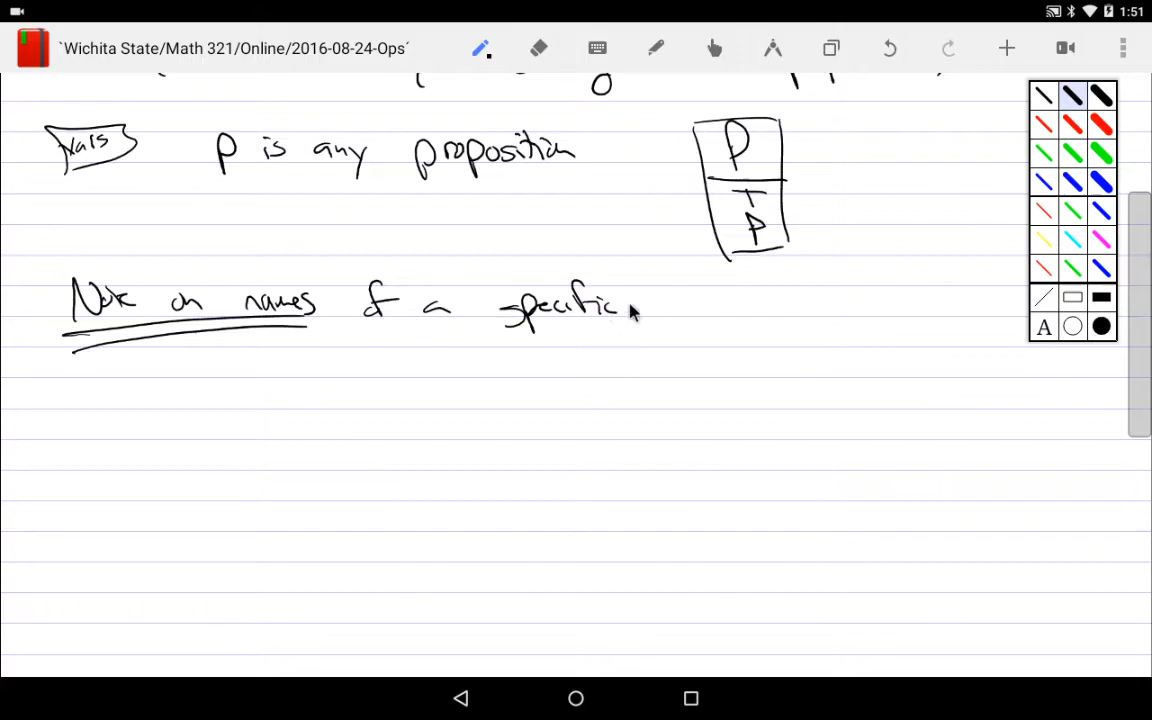 1:51
`Wichita State/Math 321/Online/2016-08-24-Ops´
Vars P is any proposition
P
T
Note on names of a specific
A